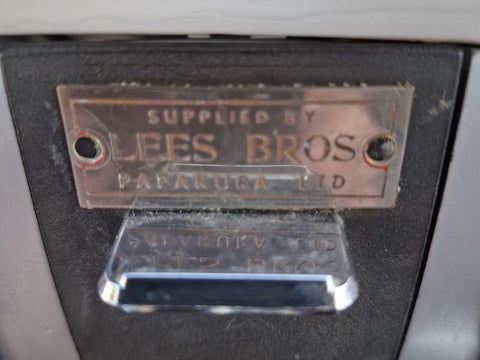 SUPPLIED BY
LEES BROS
PAPAKURA LTD